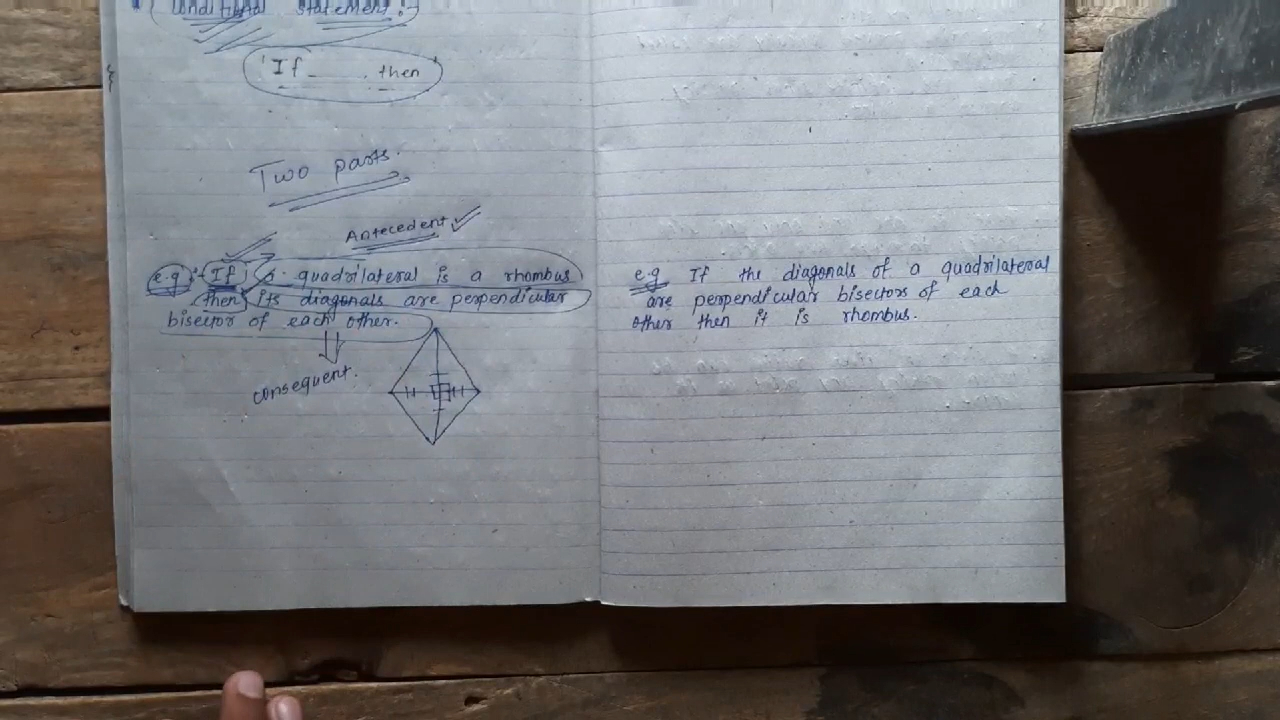 conditional statement:
'If _ . then'
Two parts.
Antecedent
e.g :- If a quadrilateral is a rhombus
then its diagonals are perpendicular
bisector of each other.
consequent.
e.g If the diagonals of a quadrilateral
are perpendicular bisectors of each
other then it is rhombus.